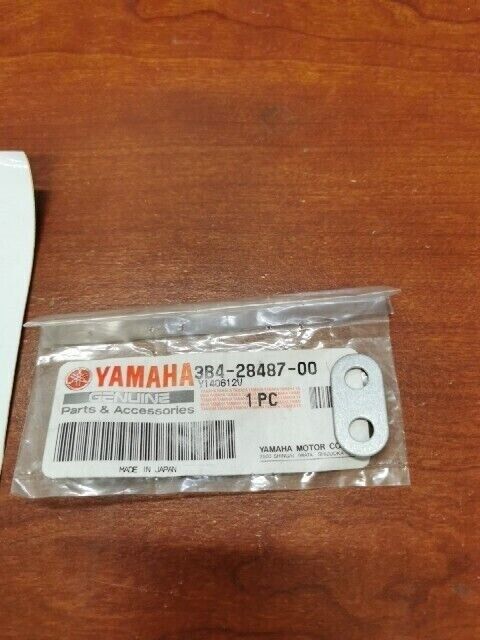 YAMAHA
GENUINE
Parts & Accessories
3B4-28487-00
Y140612V
1 PC
YAMAHA MOTOR CO
MADE IN JAPAN